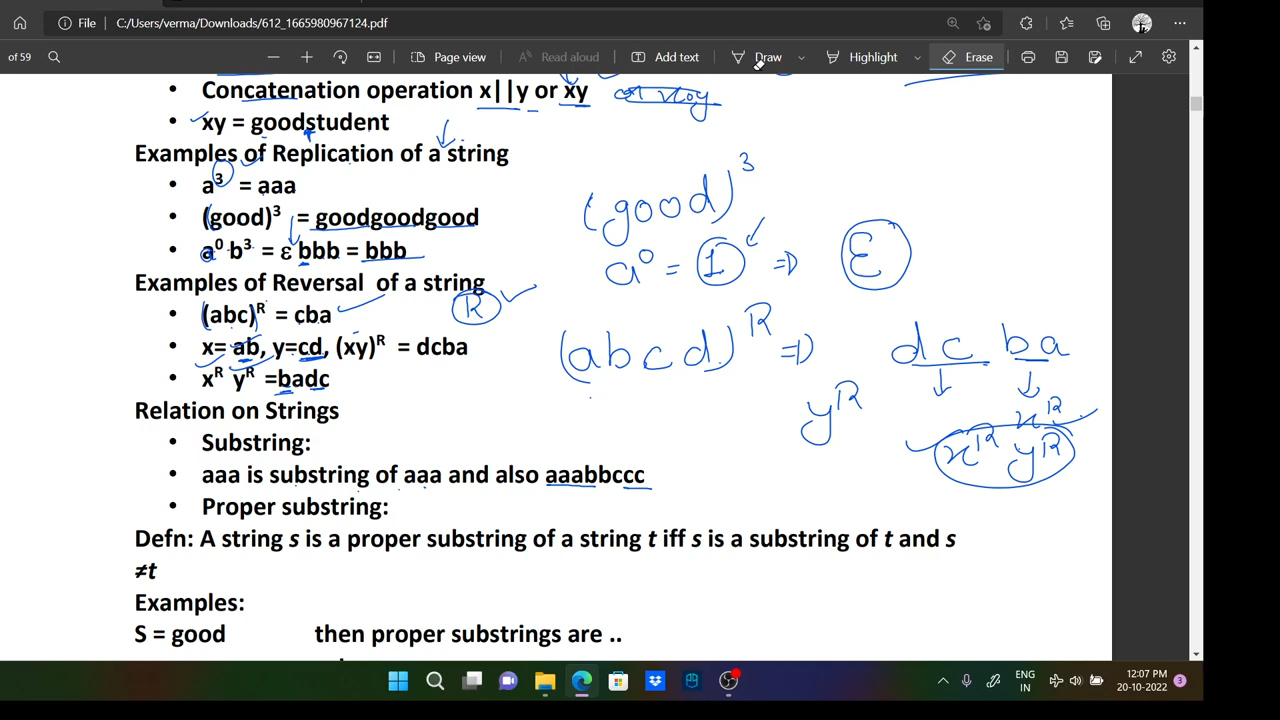 File C:/Users/verma/Downloads/612_1665980967124.pdf
of 59 Page view Read aloud Add text Draw Highlight Erase
• Concatenation operation x||y or xy
• xy = goodstudent
Examples of Replication of a string
• a³ = aaa
• (good)³ = goodgoodgood
• a⁰ b³ = ε bbb = bbb
Examples of Reversal of a string
• (abc)ᴿ = cba
• x= ab, y=cd, (xy)ᴿ = dcba
• xᴿ yᴿ =badc
Relation on Strings
• Substring:
• aaa is substring of aaa and also aaabbccc
• Proper substring:
Defn: A string s is a proper substring of a string t iff s is a substring of t and s
≠t
Examples:
S = good then proper substrings are ..
(good)³
a⁰ = 1 ⇒ ε
R
(abcd)ᴿ ⇒ dc ba
yᴿ xᴿ
xᴿ yᴿ
ENG
IN
12:07 PM
20-10-2022
3